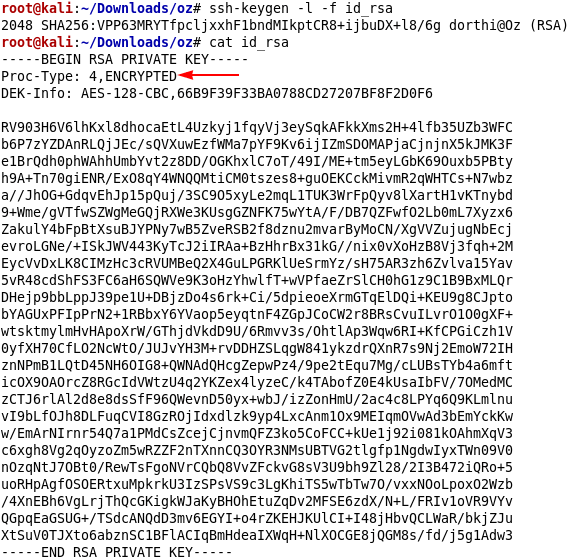 root@kali:~/Downloads/oz# ssh-keygen -l -f id_rsa
2048 SHA256:VPP63MRYTfpcljxxhF1bndMIkptCR8+ijbuDX+l8/6g dorthi@Oz (RSA)
root@kali:~/Downloads/oz# cat id_rsa
-----BEGIN RSA PRIVATE KEY-----
Proc-Type: 4,ENCRYPTED
DEK-Info: AES-128-CBC,66B9F39F33BA0788CD27207BF8F2D0F6

RV903H6V6lhKxl8dhocaEtL4Uzkyj1fqyVj3eySqkAFkkXms2H+4lfb35UZb3WFC
b6P7zYZDAnRLQjJEc/sQVXuwEzfWMa7pYF9Kv6ijIZmSDOMAPjaCjnjnX5kJMK3F
e1BrQdh0phWAhhUmbYvt2z8DD/OGKhxlC7oT/49I/ME+tm5eyLGbK69Ouxb5PBty
h9A+Tn70giENR/ExO8qY4WNQQMtiCM0tszes8+guOEKCckMivmR2qWHTCs+N7wbz
a//JhOG+GdqvEhJp15pQuj/3SC9O5xyLe2mqL1TUK3WrFpQyv8lXartH1vKTnybd
9+Wme/gVTfwSZWgMeGQjRXWe3KUsgGZNFK75wYtA/F/DB7QZFwfO2Lb0mL7Xyzx6
ZakulY4bFpBtXsuBJYPNy7wB5ZveRSB2f8dznu2mvarByMoCN/XgVVZujugNbEcj
evroLGNe/+ISkJWV443KyTcJ2iIRAa+BzHhrBx31kG//nix0vXoHzB8Vj3fqh+2M
EycVvDxLK8CIMzHc3cRVUMBeQ2X4GuLPGRKlUeSrmYz/sH75AR3zh6Zvlva15Yav
5vR48cdShFS3FC6aH6SQWVe9K3oHzYhwlfT+wVPfaeZrSlCH0hG1z9C1B9BxMLQr
DHejp9bbLppJ39pe1U+DBjzDo4s6rk+Ci/5dpieoeXrmGTqElDQi+KEU9g8CJpto
bYAGUxPFIpPrN2+1RBbxY6YVaop5eyqtnF4ZGpJCoCW2r8BRsCvuILvrO1O0gXF+
wtsktmylmHvHApoXrW/GThjdVkdD9U/6Rmvv3s/OhtlAp3Wqw6RI+KfCPGiCzh1V
0yfXH70CfLO2NcWtO/JUJvYH3M+rvDDHZSLqgW841ykzdrQXnR7s9Nj2EmoW72IH
znNPmB1LQtD45NH6OIG8+QWNAdQHcgZepwPz4/9pe2tEqu7Mg/cLUBsTYb4a6mft
icOX9OAOrcZ8RGcIdVWtzU4q2YKZex4lyzeC/k4TAbofZ0E4kUsaIbFV/7OMedMC
zCTJ6rlAl2d8e8dsSfF96QWevnD50yx+wbJ/izZonHmU/2ac4c8LPYq6Q9KLmlnu
vI9bLfOJh8DLFuqCVI8GzROjIdxdlzk9yp4LxcAnm1Ox9MEIqmOVwAd3bEmYckKw
w/EmArNIrnr54Q7a1PMdCsZcejCjnvmQFZ3ko5CoFCC+kUe1j92i081kOAhmXqV3
c6xgh8Vg2qOyzoZm5wRZZF2nTXnnCQ3OYR3NMsUBTVG2tlgfp1NgdwIyxTWn09V0
nOzqNtJ7OBt0/RewTsFgoNVrCQbQ8VvZFckvG8sV3U9bh9Zl28/2I3B472iQRo+5
uoRHpAgfOSOERtxuMpkrkU3IzSPsVS9c3LgKhiTS5wTbTw7O/vxxNOoLpoxO2Wzb
/4XnEBh6VgLrjThQcGKigkWJaKyBHOhEtuZqDv2MFSE6zdX/N+L/FRIv1oVR9VYv
QGpqEaGSUG+/TSdcANQdD3mv6EGYI+o4rZKEHJKUlCI+I48jHbvQCLWaR/bkjZJu
XtSuV0TJXto6abznSC1BFlACIqBmHdeaIXWqH+NlXOCGE8jQGM8s/fd/j5g1Adw3
-----END RSA PRIVATE KEY-----